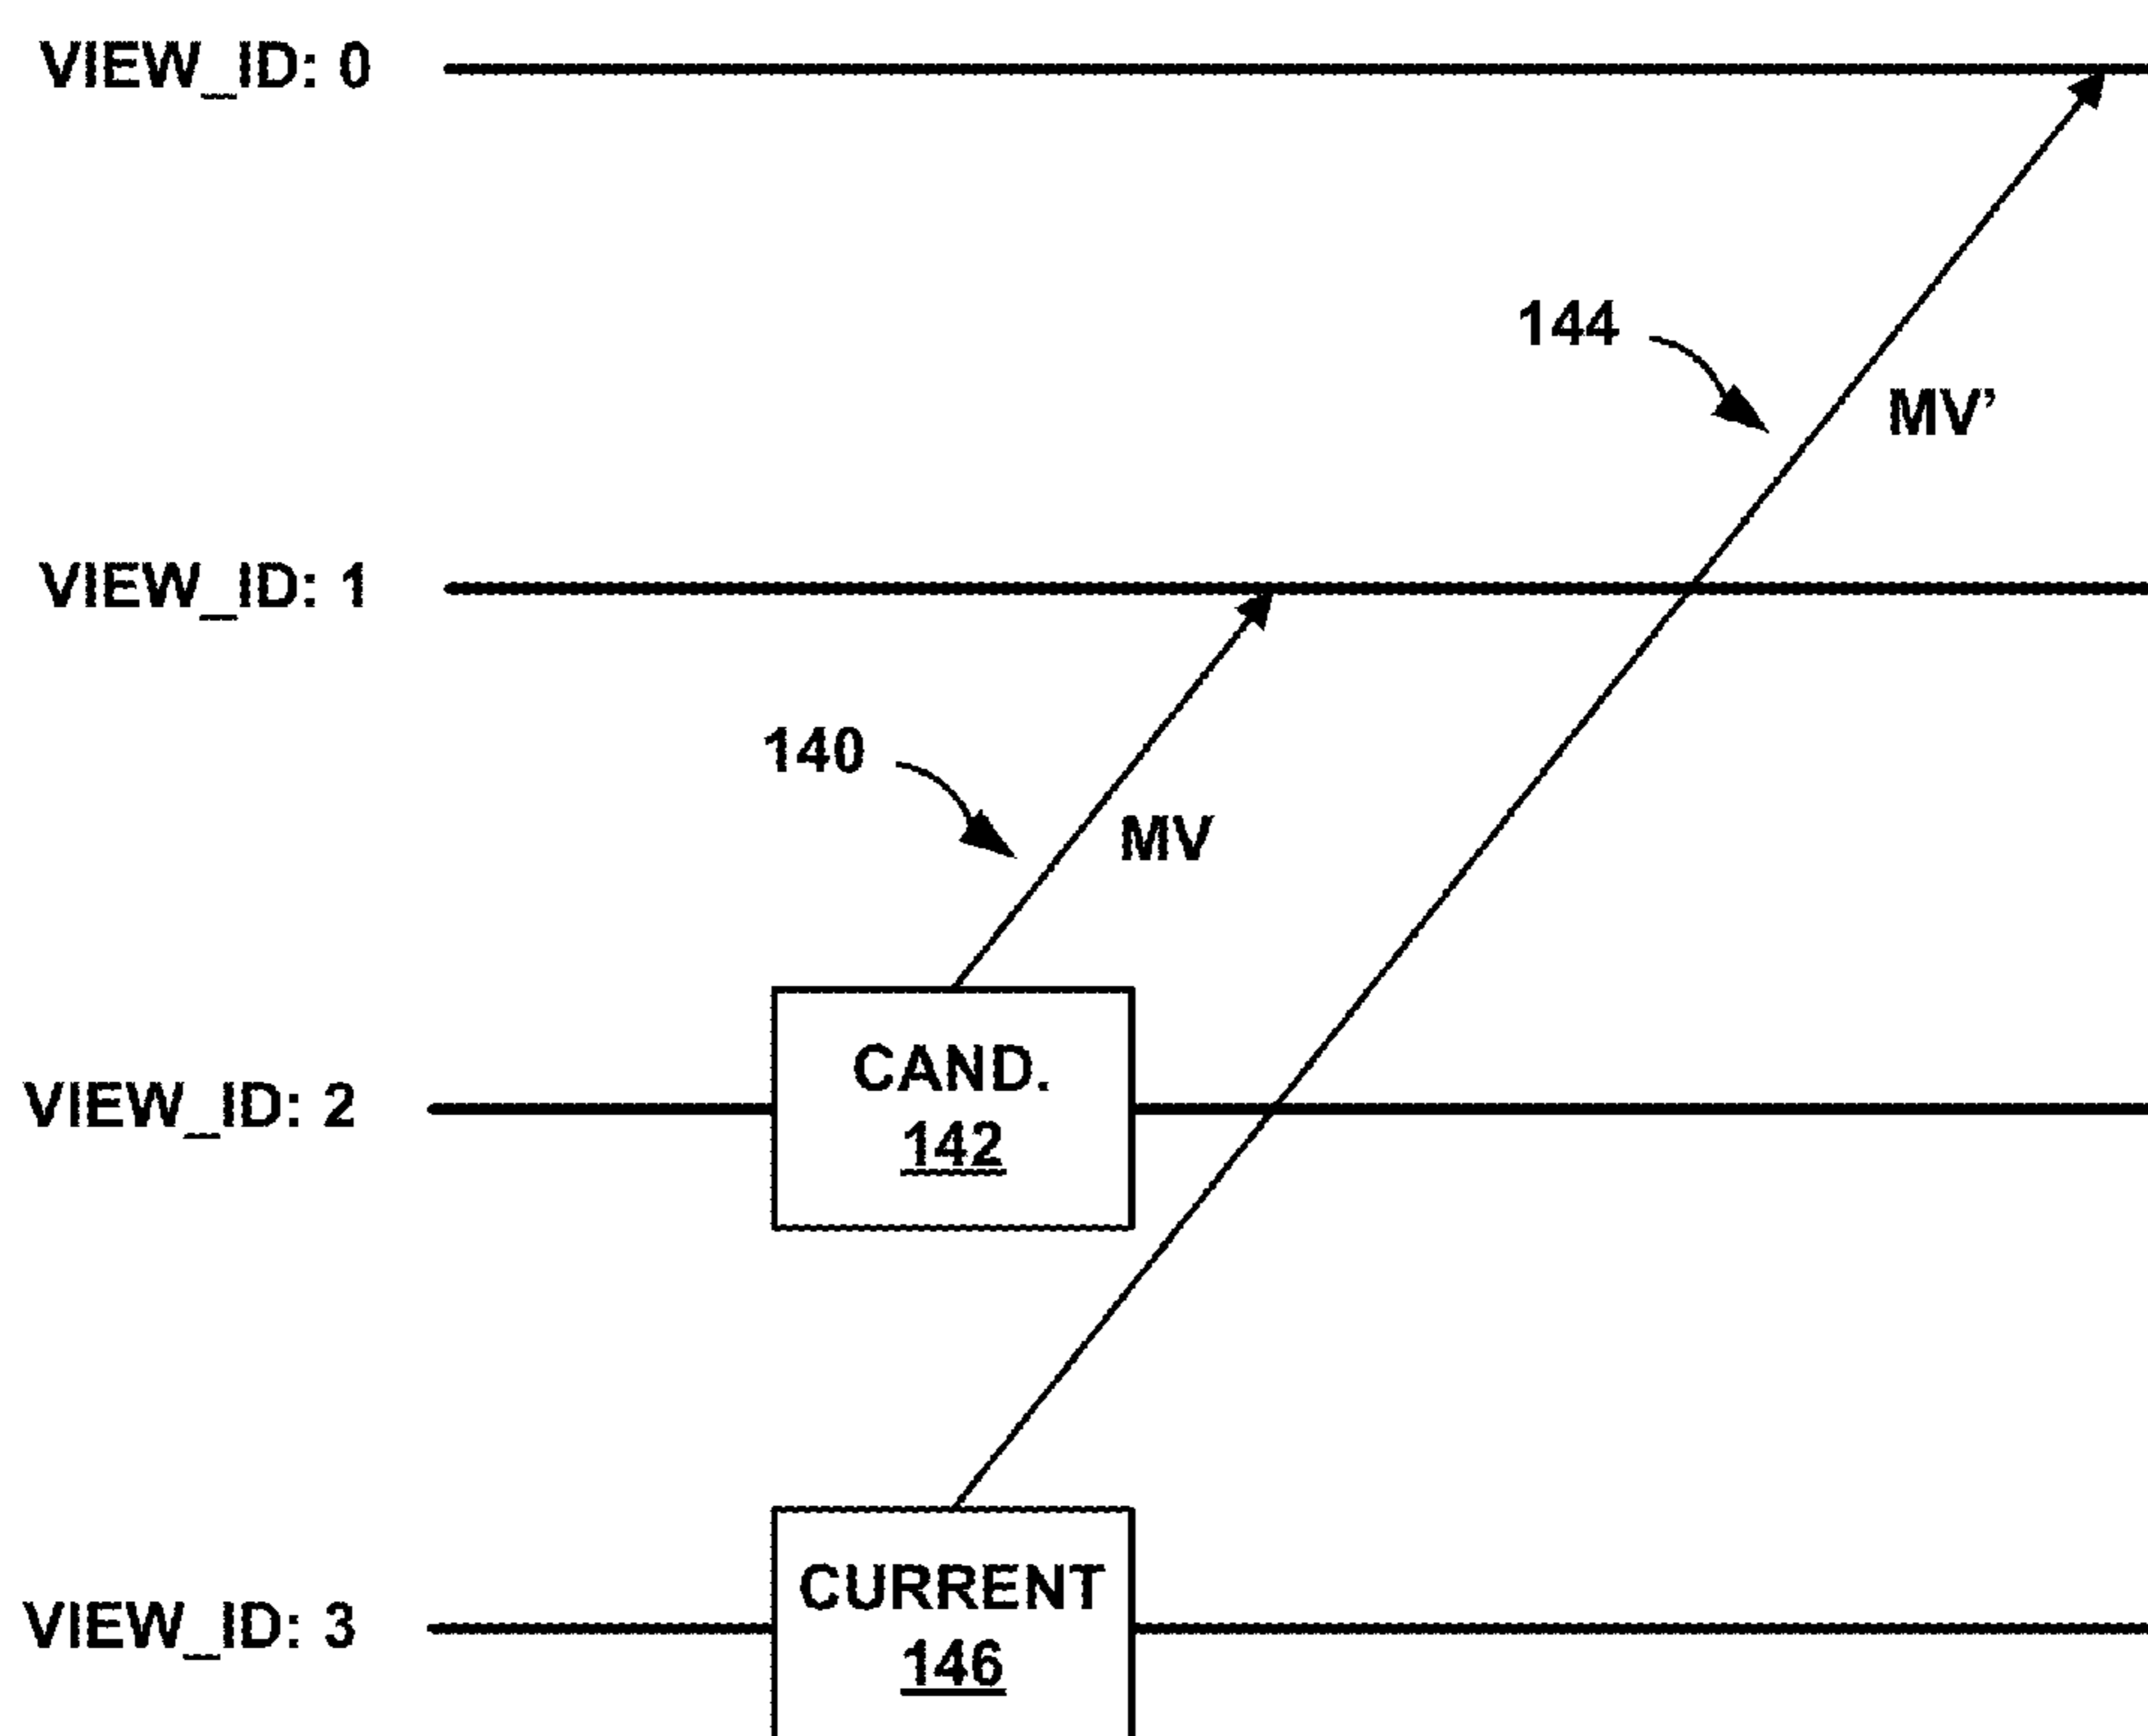 VIEW_ID: 0
144
MV’
VIEW_ID: 1
140
MV
CAND.
142
VIEW_ID: 2
CURRENT
146
VIEW_ID: 3